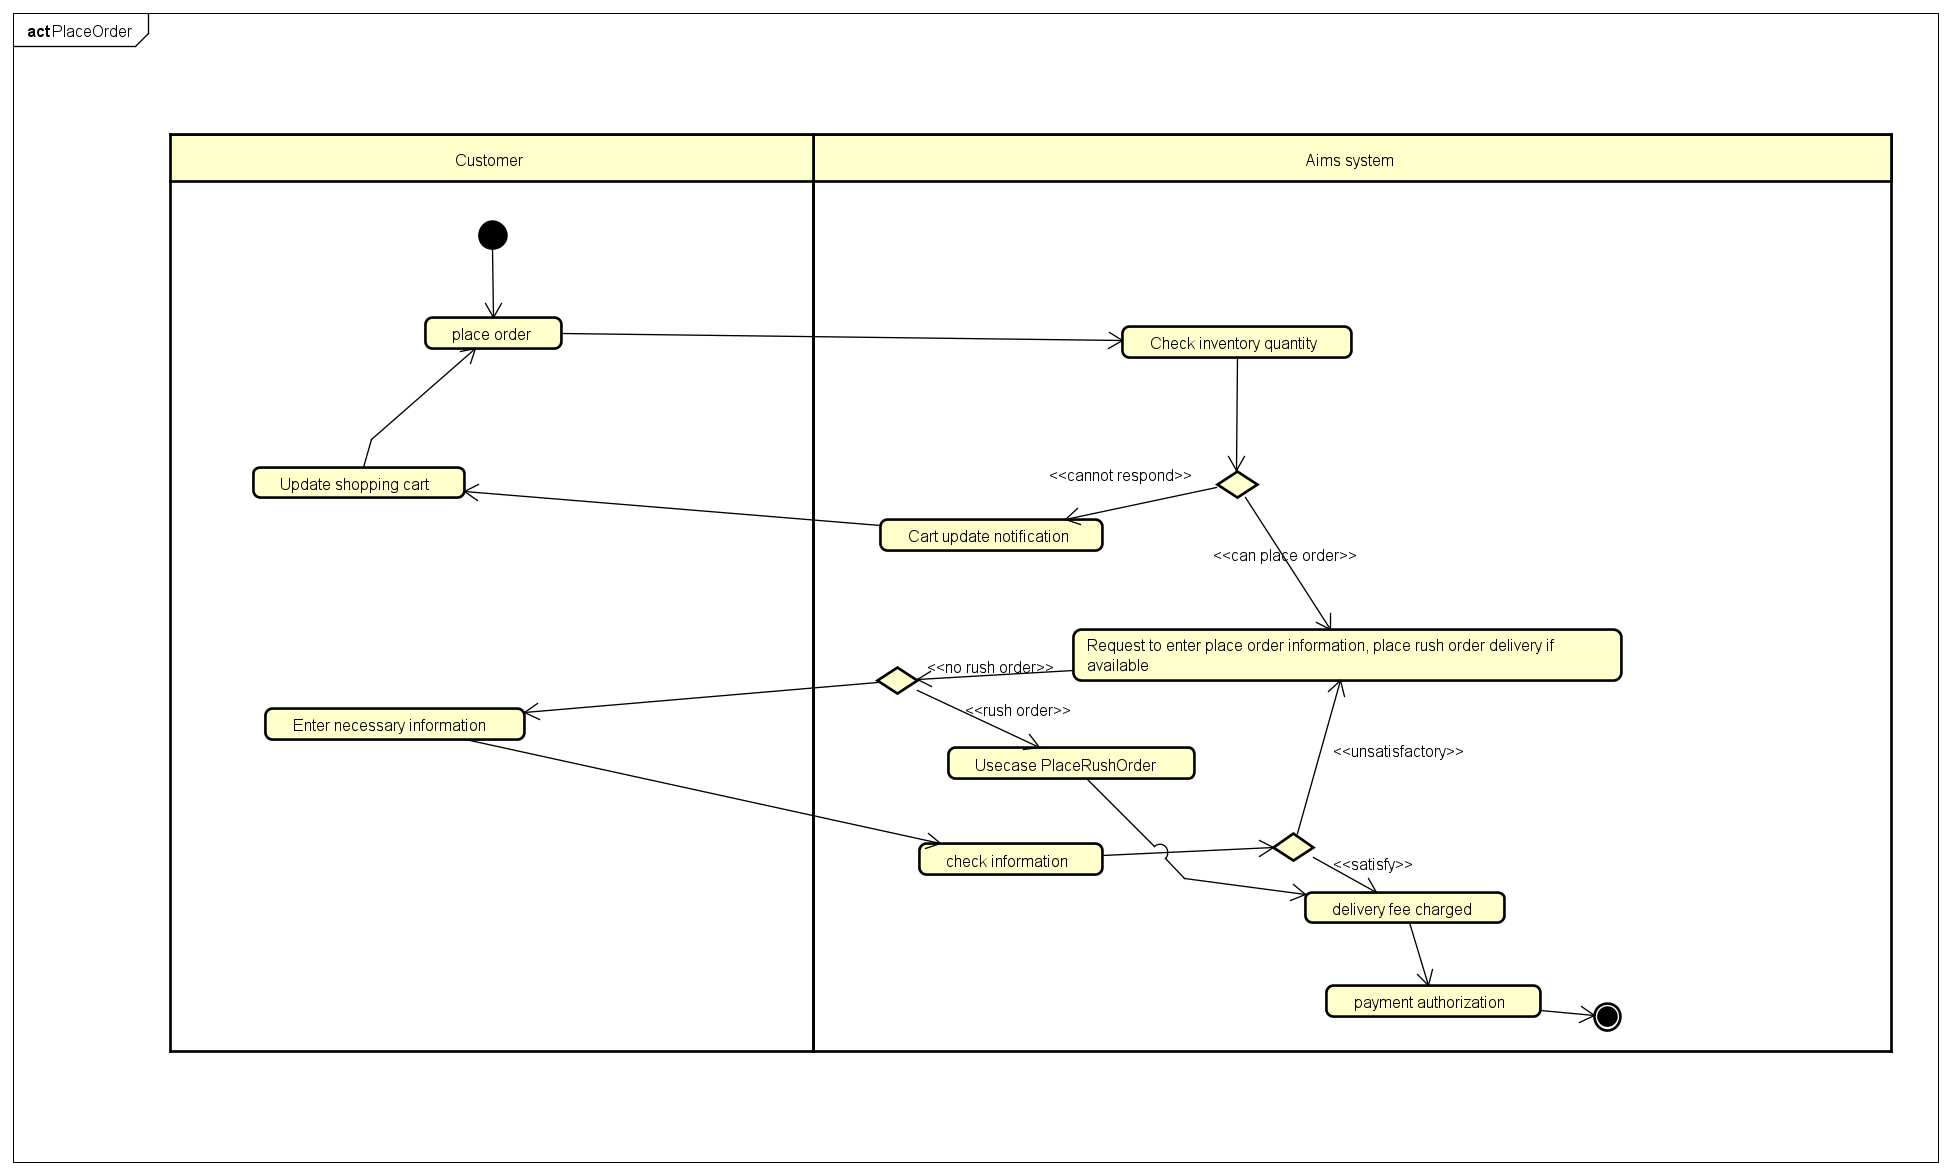 act PlaceOrder
Customer
Aims system
place order
Check inventory quantity
<<cannot respond>>
Update shopping cart
Cart update notification
<<can place order>>
Request to enter place order information, place rush order delivery if
available
<<no rush order>>
<<rush order>>
Enter necessary information
<<unsatisfactory>>
Usecase PlaceRushOrder
check information
<<satisfy>>
delivery fee charged
payment authorization